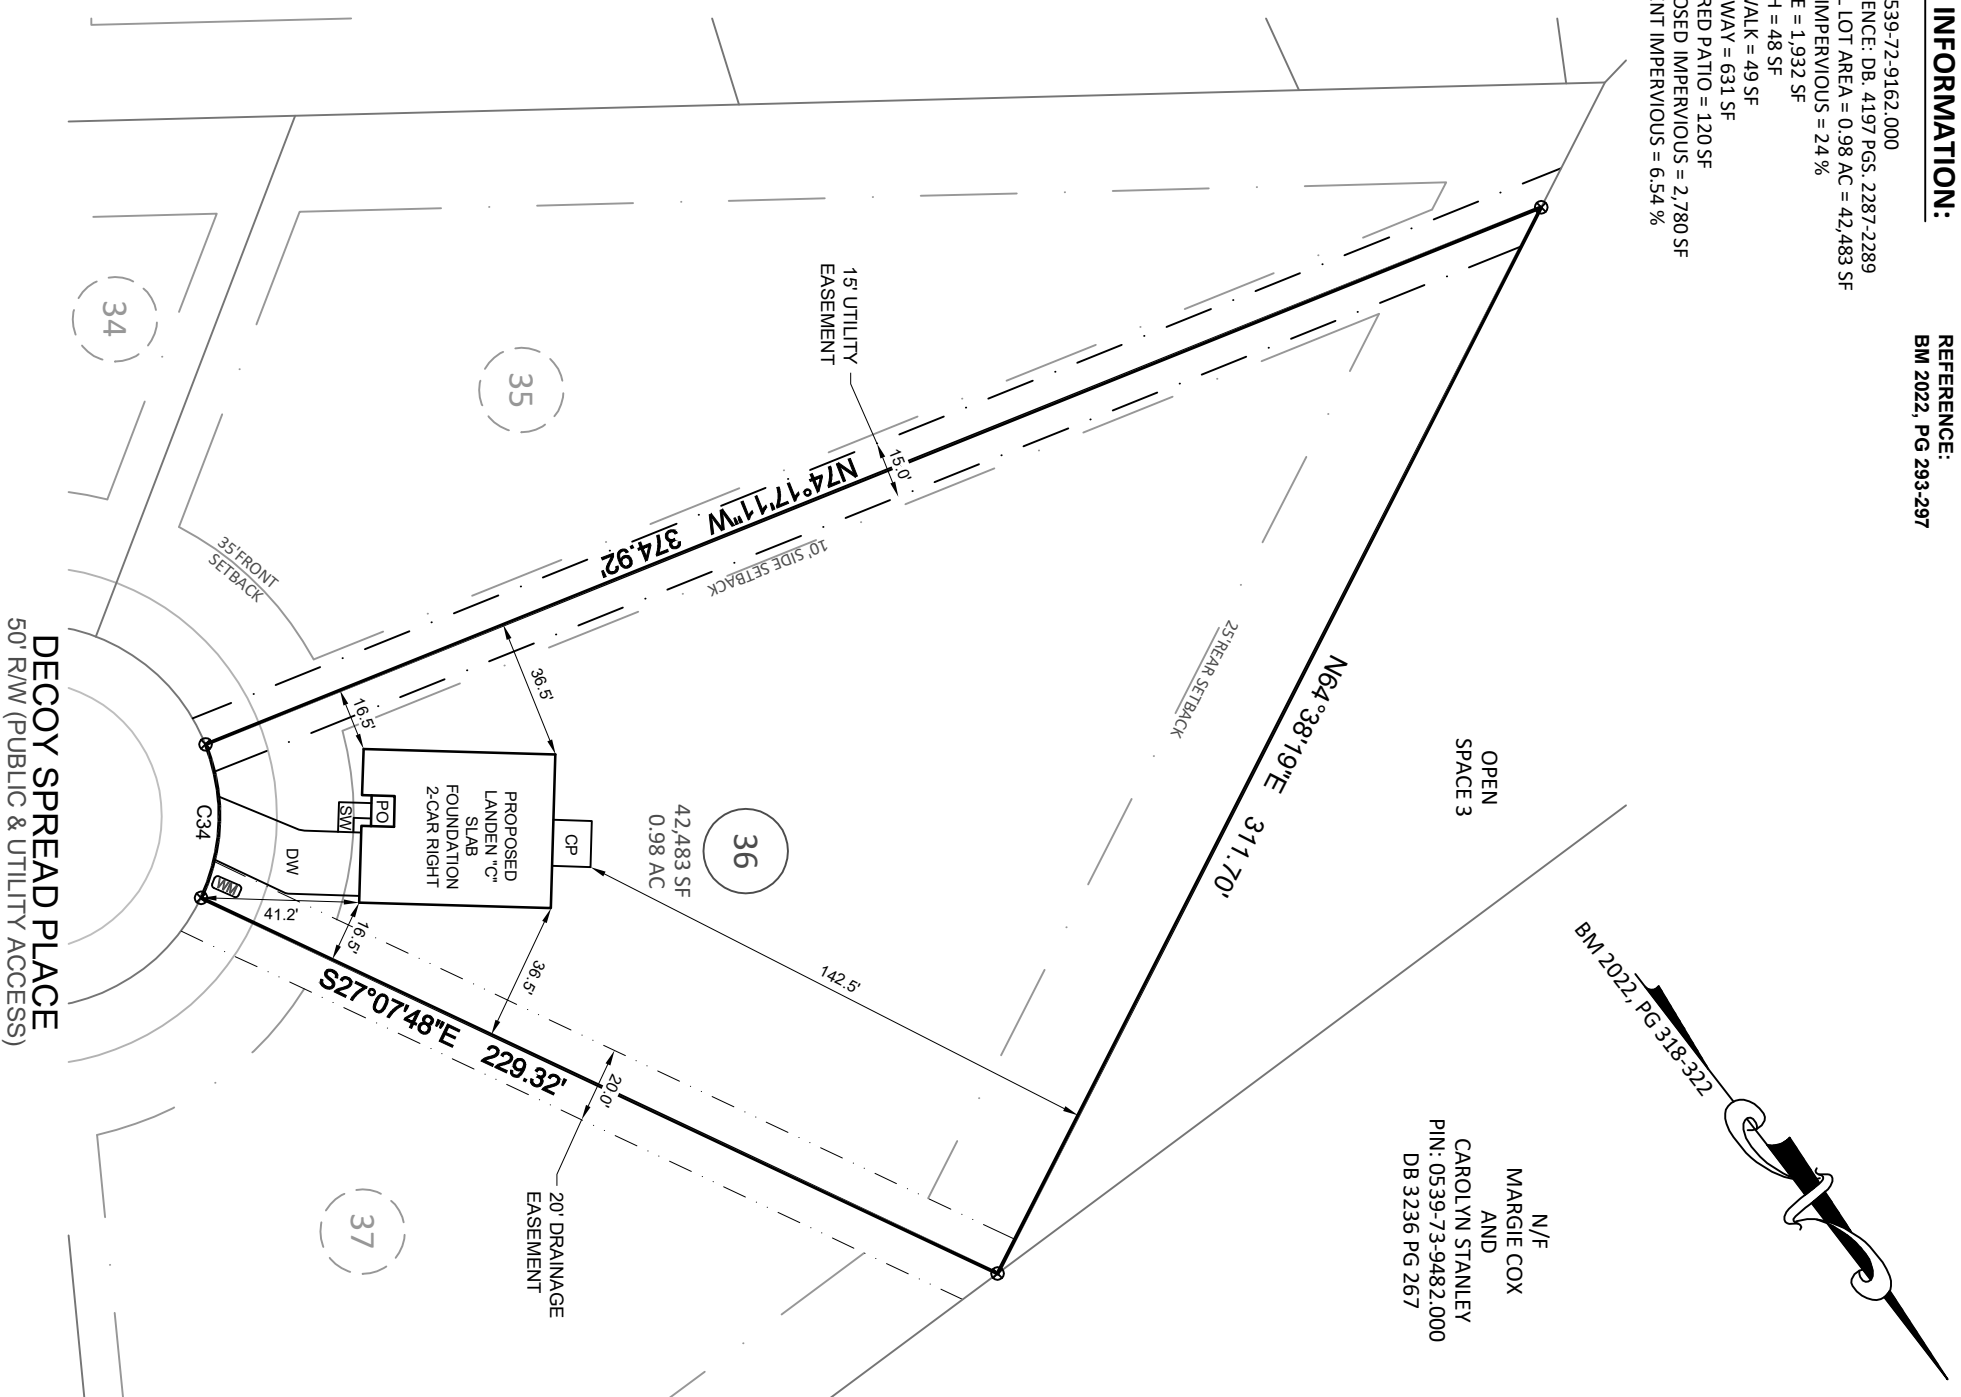 INFORMATION:
539-72-9162.000
ENCE: DB. 4197 PGS. 2287-2289
L LOT AREA = 0.98 AC = 42,483 SF
IMPERVIOUS = 24 %
E = 1,932 SF
H = 48 SF
VALK = 49 SF
WAY = 631 SF
RED PATIO = 120 SF
OSED IMPERVIOUS = 2,780 SF
ENT IMPERVIOUS = 6.54 %
REFERENCE:
BM 2022, PG 293-297
BM 2022, PG 318-322
N/F
MARGIE COX
AND
CAROLYN STANLEY
PIN: 0539-73-9482.000
DB 3236 PG 267
OPEN
SPACE 3
N64°38'19"E 311.70'
25' REAR SETBACK
15' UTILITY
EASEMENT
15.0'
N74°17'11"W 374.92'
10' SIDE SETBACK
36
42,483 SF
0.98 AC
142.5'
36.5'
16.5'
CP
PROPOSED
LANDEN "C"
SLAB
FOUNDATION
2-CAR RIGHT
PO
SW
DW
WM
41.2'
16.5'
36.5'
S27°07'48"E 229.32'
20.0'
20' DRAINAGE
EASEMENT
35
34
37
35' FRONT
SETBACK
C34
DECOY SPREAD PLACE
50' R/W (PUBLIC & UTILITY ACCESS)